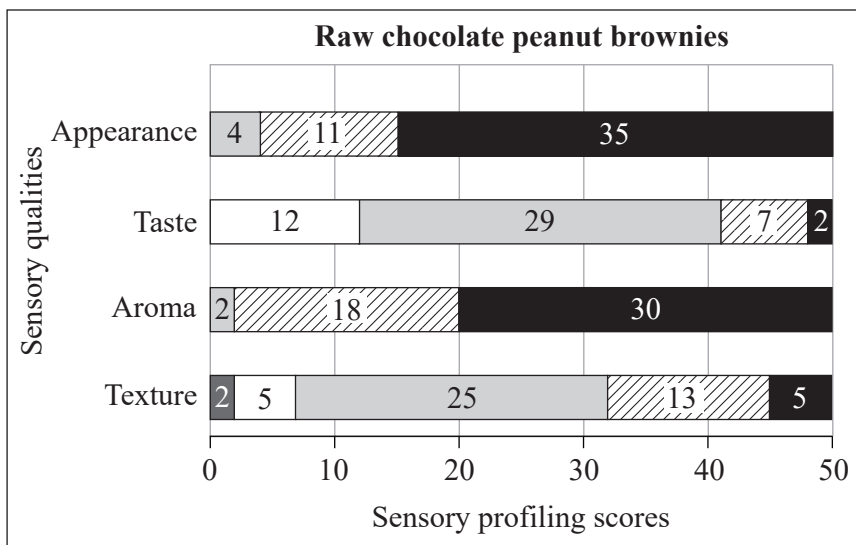 Raw chocolate peanut brownies
Sensory qualities
Appearance 4 11 35
Taste 12 29 7 2
Aroma 2 18 30
Texture 2 5 25 13 5
0 10 20 30 40 50
Sensory profiling scores